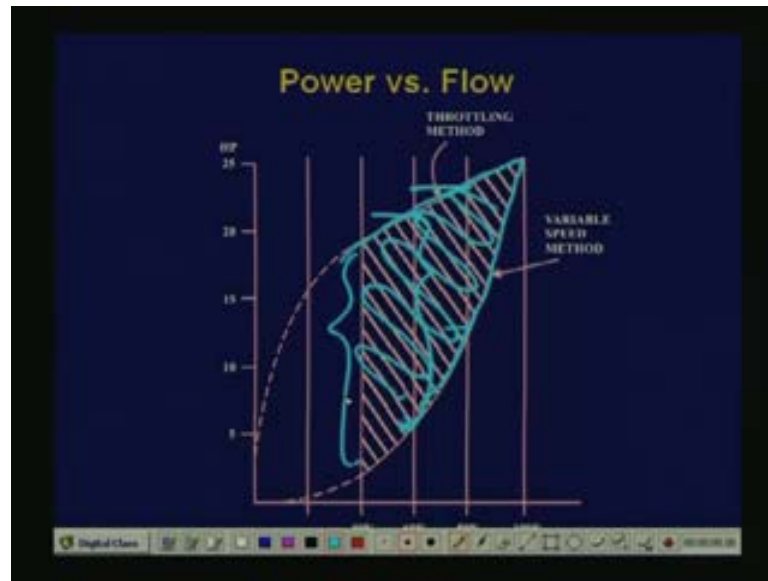 Power vs. Flow
THROTTLING
METHOD
HP
25
20
VARIABLE
SPEED
METHOD
15
10
5
Digital Class